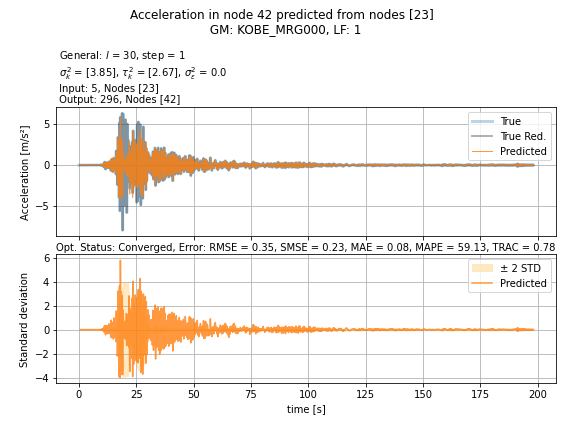 Acceleration in node 42 predicted from nodes [23]
GM: KOBE_MRG000, LF: 1
General: l = 30, step = 1
σ²ₖ = [3.85], τ²ₖ = [2.67], σ²ε = 0.0
Input: 5, Nodes [23]
Output: 296, Nodes [42]
Acceleration [m/s²]
5
0
−5
True
True Red.
Predicted
Opt. Status: Converged, Error: RMSE = 0.35, SMSE = 0.23, MAE = 0.08, MAPE = 59.13, TRAC = 0.78
Standard deviation
6
4
2
0
−2
−4
± 2 STD
Predicted
0 25 50 75 100 125 150 175 200
time [s]